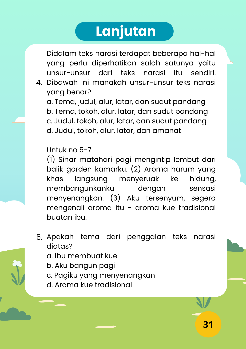 Lanjutan
Didalam teks narasi terdapat beberapa hal-hal
yang perlu diperhatikan salah satunya yaitu
unsur-unsur dari teks narasi itu sendiri.
4. Dibawah ini manakah unsur-unsur teks narasi
yang benar?
a. Tema, judul, alur, latar, dan sudut pandang
b. Tema, tokoh, alur, latar, dan sudut pandang
c. Judul, tokoh, alur, latar, dan sudut pandang
d. Judul, tokoh, alur, latar, dan amanat
Untuk no 5-7
(1) Sinar matahari pagi mengintip lembut dari
balik gorden kamarku. (2) Aroma harum yang
khas langsung menyeruak ke hidung,
membangunkanku dengan sensasi
menyenangkan. (3) Aku tersenyum, segera
mengenali aroma itu - aroma kue tradisional
buatan ibu.
5. Apakah tema dari penggalan teks narasi
diatas?
a. Ibu membuat kue
b. Aku bangun pagi
c. Pagiku yang menyenangkan
d. Aroma kue tradisional
31